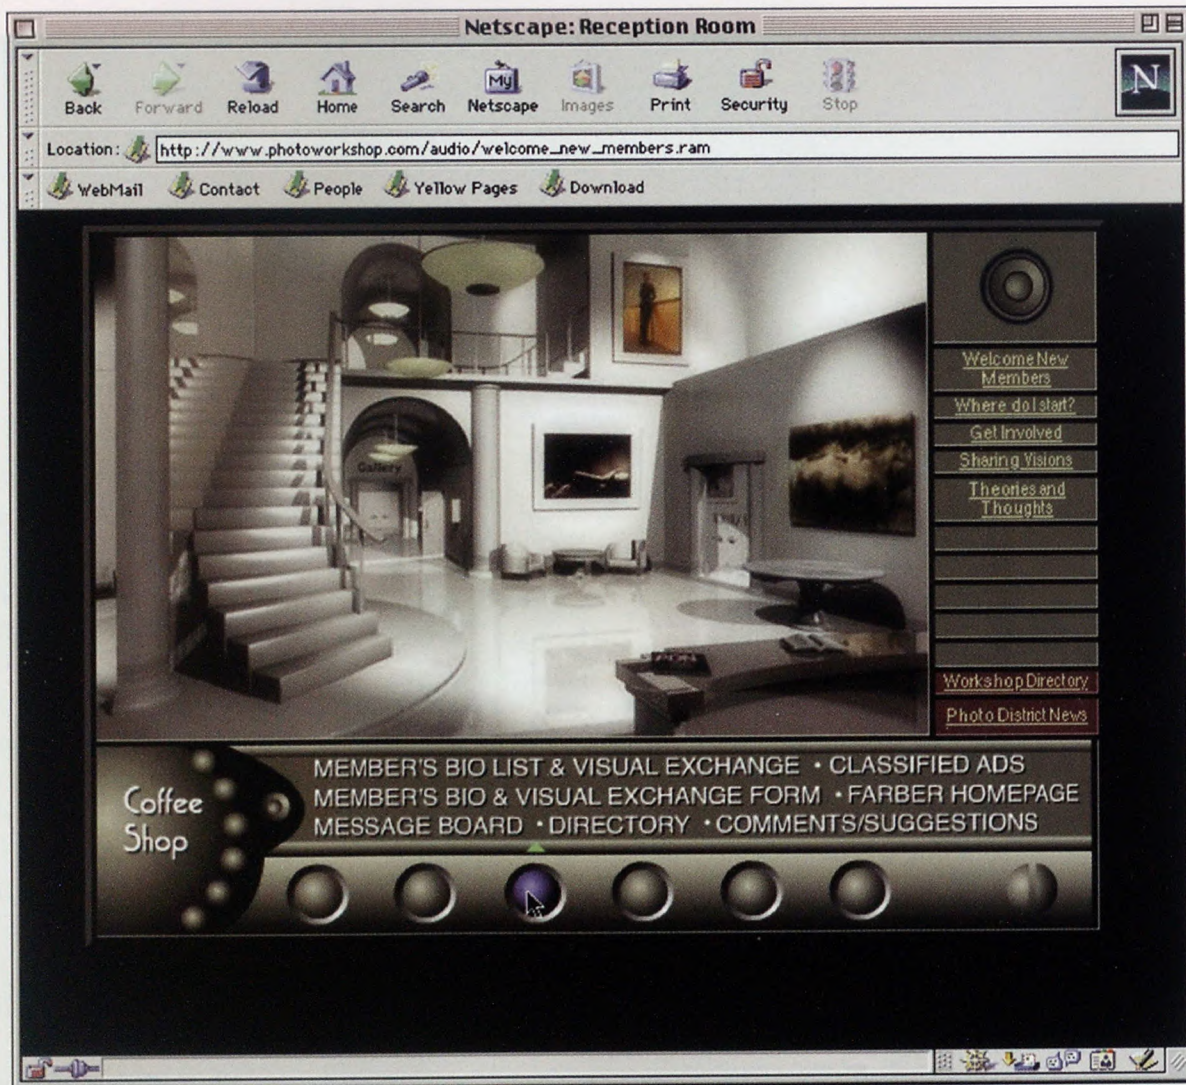 Netscape: Reception Room
Back Forward Reload Home Search Netscape Images Print Security Stop
My
N
Location: http://www.photoworkshop.com/audio/welcome_new_members.ram
WebMail Contact People Yellow Pages Download
Gallery
Welcome New
Members
Where do I start?
Get Involved
Sharing Visions
Theories and
Thoughts
Workshop Directory
Photo District News
Coffee
Shop
MEMBER'S BIO LIST & VISUAL EXCHANGE • CLASSIFIED ADS
MEMBER'S BIO & VISUAL EXCHANGE FORM • FARBER HOMEPAGE
MESSAGE BOARD • DIRECTORY • COMMENTS/SUGGESTIONS